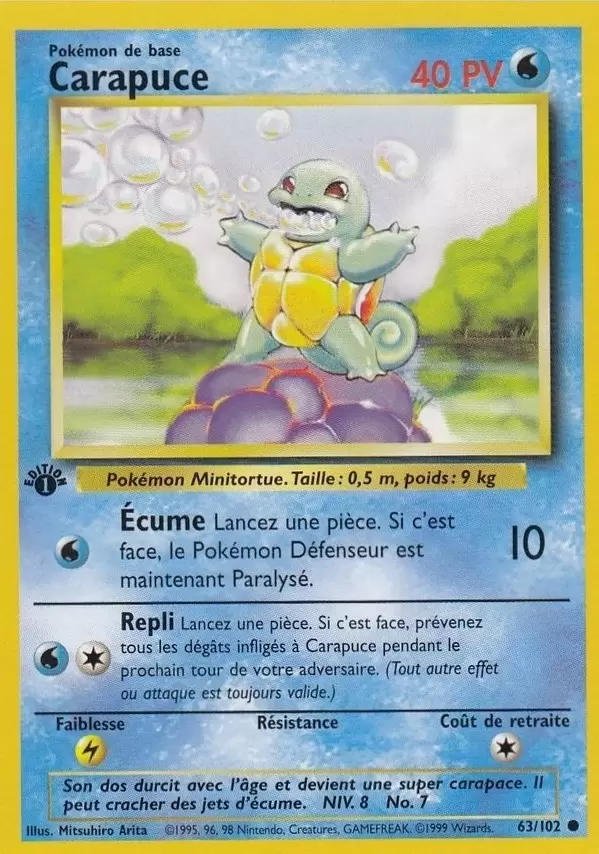 Pokémon de base
Carapuce
40 PV
EDITION
1
Pokémon Minitortue. Taille : 0,5 m, poids : 9 kg
Écume Lancez une pièce. Si c'est
face, le Pokémon Défenseur est
maintenant Paralysé.
10
Repli Lancez une pièce. Si c'est face, prévenez
tous les dégâts infligés à Carapuce pendant le
prochain tour de votre adversaire. (Tout autre effet
ou attaque est toujours valide.)
Faiblesse
Résistance
Coût de retraite
Son dos durcit avec l'âge et devient une super carapace. Il
peut cracher des jets d'écume. NIV. 8 No. 7
Illus. Mitsuhiro Arita ©1995, 96, 98 Nintendo, Creatures, GAMEFREAK. ©1999 Wizards. 63/102